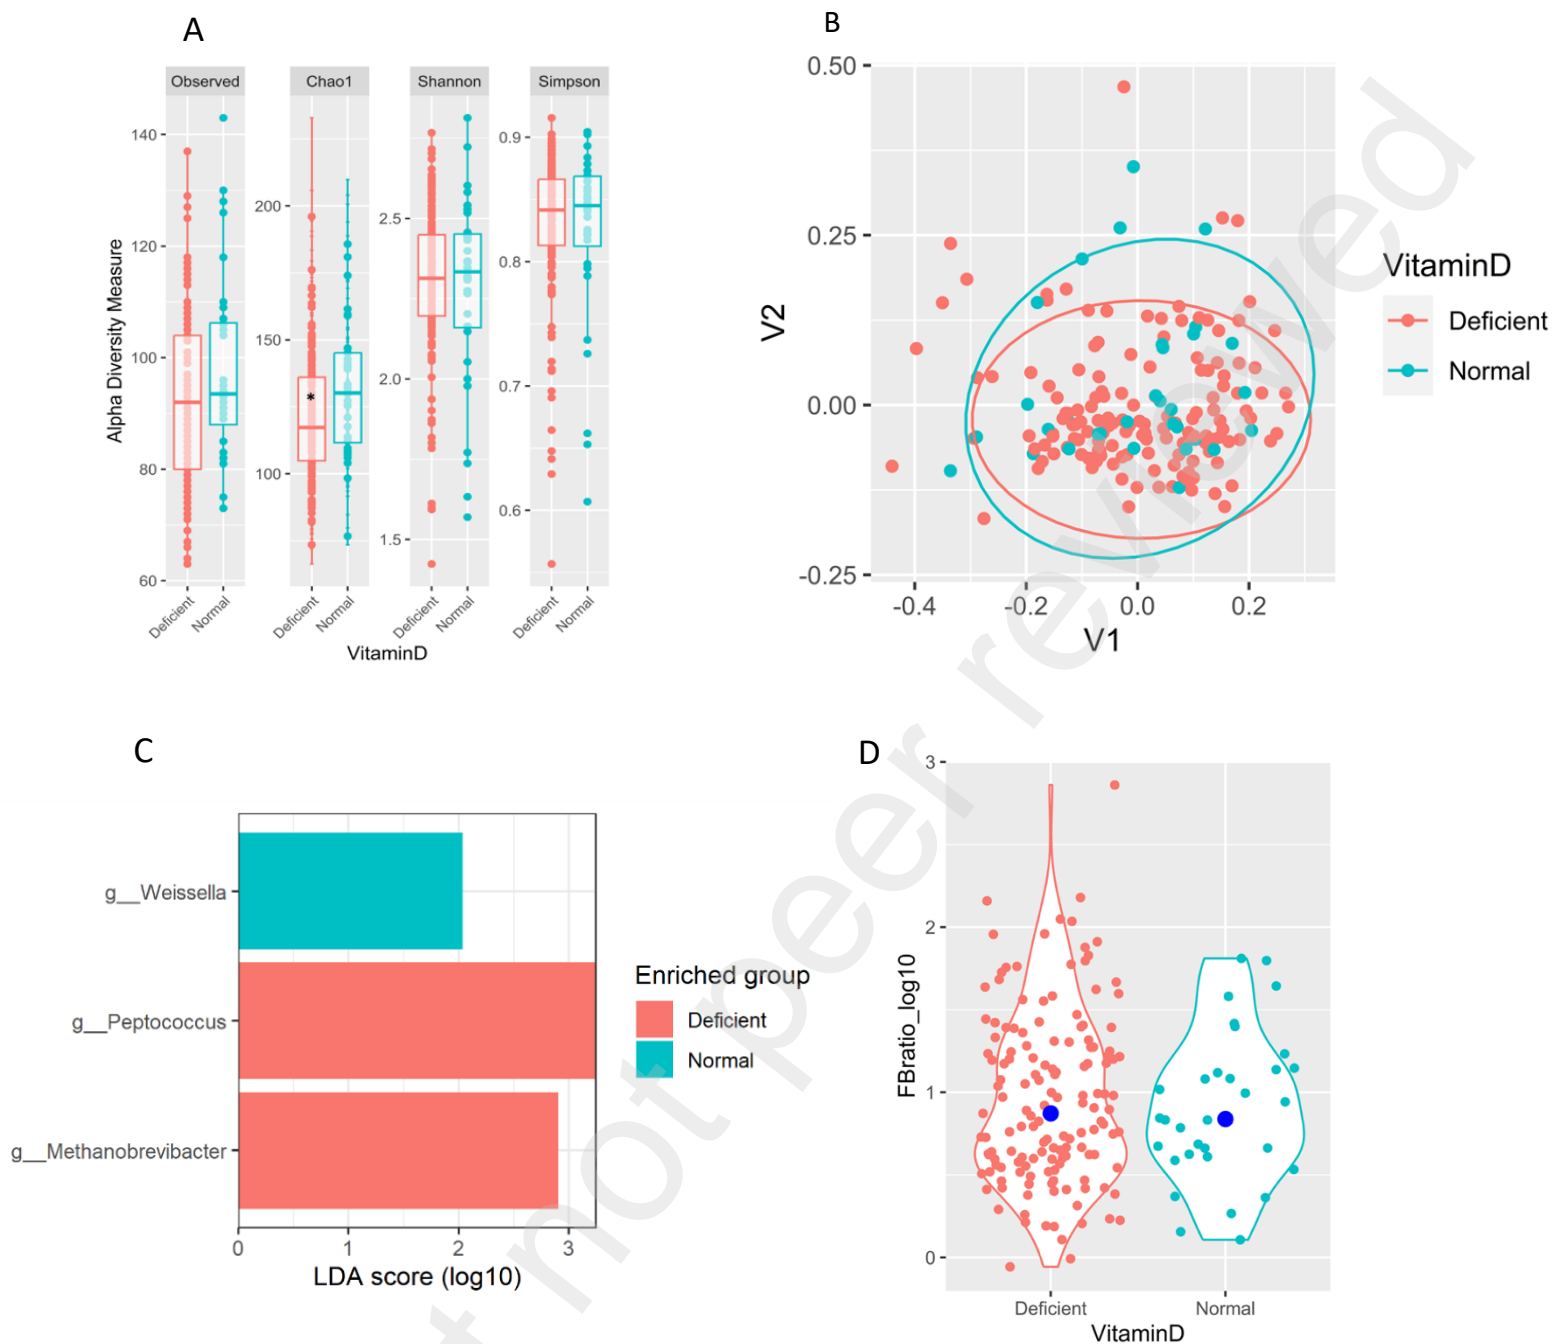 A
Observed
Chao1
Shannon
Simpson
Alpha Diversity Measure
140
120
100
80
60
200
150
100
2.5
2.0
1.5
0.9
0.8
0.7
0.6
*
Deficient
Normal
Deficient
Normal
Deficient
Normal
Deficient
Normal
VitaminD
B
V2
0.50
0.25
0.00
-0.25
-0.4
-0.2
0.0
0.2
V1
VitaminD
Deficient
Normal
C
g__Weissella
g__Peptococcus
g__Methanobrevibacter
0
1
2
3
LDA score (log10)
Enriched group
Deficient
Normal
D
FBratio_log10
3
2
1
0
Deficient
Normal
VitaminD
not peer reviewed